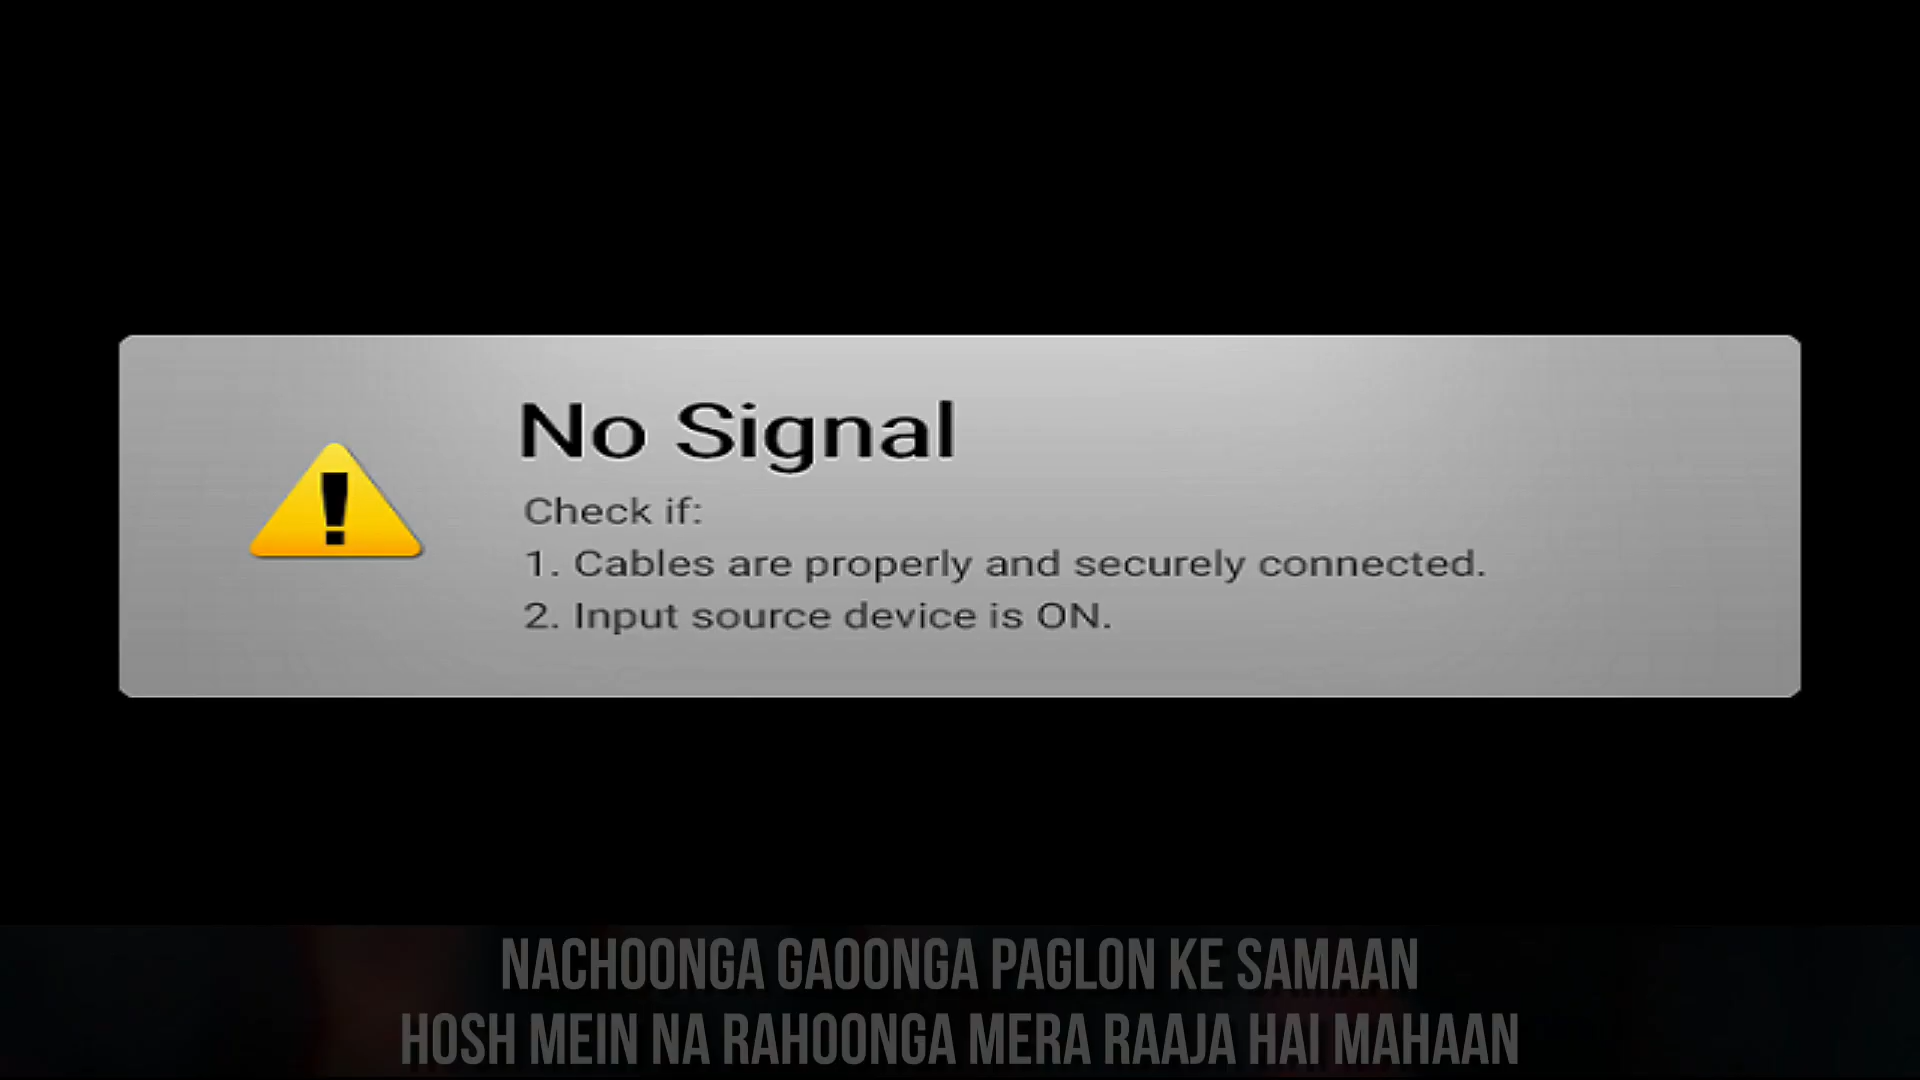 No Signal
Check if:
1. Cables are properly and securely connected.
2. Input source device is ON.
NACHOONGA GAOONGA PAGLON KE SAMAAN
HOSH MEIN NA RAHOONGA MERA RAAJA HAI MAHAAN